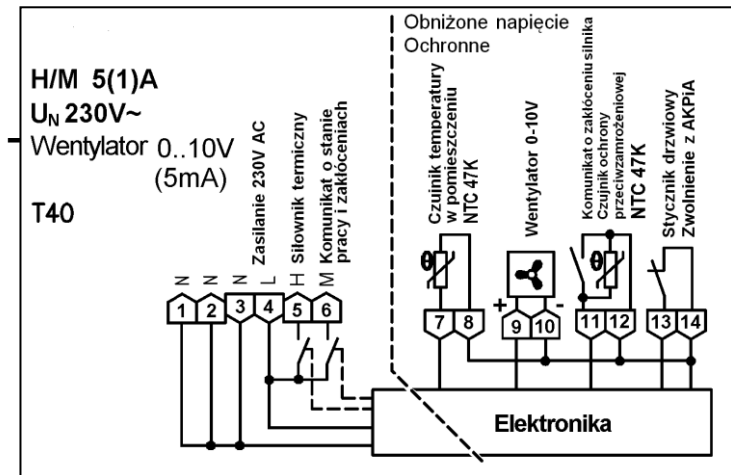 Obniżone napięcie
Ochronne
H/M 5(1)A
UN 230V~
Wentylator 0..10V
(5mA)
T40
Zasilanie 230V AC
Siłownik termiczny
Komunikat o stanie
pracy i zakłóceniach
N
N
N
L
H
M
1
2
3
4
5
6
Czujnik temperatury
w pomieszczeniu
NTC 47K
Wentylator 0-10V
Komunikat o zakłóceniu silnika
Czujnik ochrony
przeciwzamrożeniowej
NTC 47K
Stycznik drzwiowy
Zwolnienie z AKPiA
θ
+
-
θ
7
8
9
10
11
12
13
14
Elektronika